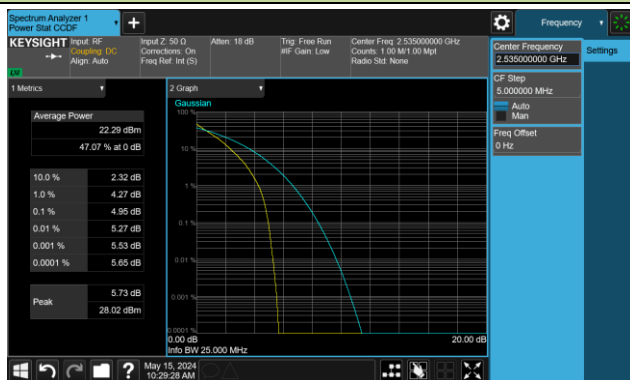 Spectrum Analyzer 1
Power Stat CCDF
Frequency
KEYSIGHT
Input: RF
Coupling: DC
Align: Auto
Input Z: 50 Ω
Corrections: On
Freq Ref: Int (S)
Atten: 18 dB
Trig: Free Run
#IF Gain: Low
Center Freq: 2.535000000 GHz
Counts: 1.00 M/1.00 Mpt
Radio Std: None
Center Frequency
2.535000000 GHz
Settings
CF Step
5.000000 MHz
Auto
Man
Freq Offset
0 Hz
1 Metrics
Average Power
22.29 dBm
47.07 % at 0 dB
10.0 % 2.32 dB
1.0 % 4.27 dB
0.1 % 4.95 dB
0.01 % 5.27 dB
0.001 % 5.53 dB
0.0001 % 5.65 dB
Peak
5.73 dB
28.02 dBm
2 Graph
Gaussian
100 %
10 %
1 %
0.1 %
0.01 %
0.001 %
0.0001 %
0.00 dB
20.00 dB
Info BW 25.000 MHz
?
May 15, 2024
10:29:28 AM